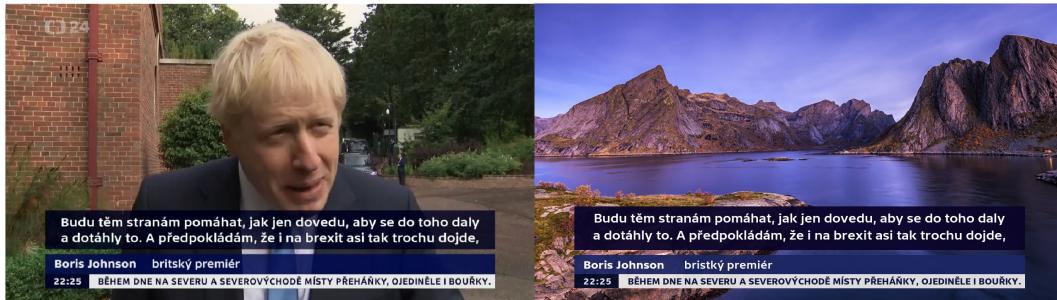 24
Budu těm stranám pomáhat, jak jen dovedu, aby se do toho daly
a dotáhly to. A předpokládám, že i na brexit asi tak trochu dojde,
Boris Johnson britský premiér
22:25 BĚHEM DNE NA SEVERU A SEVEROVÝCHODĚ MÍSTY PŘEHÁŇKY, OJEDINĚLE I BOUŘKY.
Budu těm stranám pomáhat, jak jen dovedu, aby se do toho daly
a dotáhly to. A předpokládám, že i na brexit asi tak trochu dojde,
Boris Johnson bristký premiér
22:25 BĚHEM DNE NA SEVERU A SEVEROVÝCHODĚ MÍSTY PŘEHÁŇKY, OJEDINĚLE I BOUŘKY.